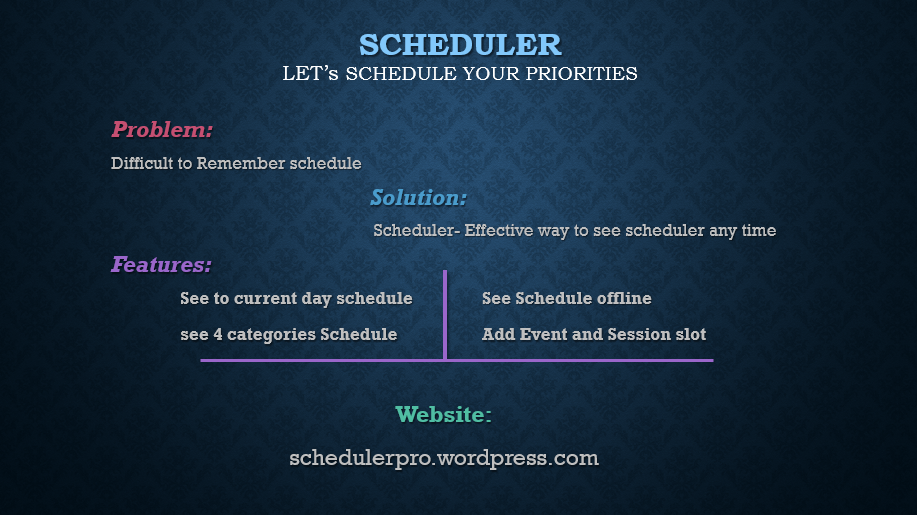 SCHEDULER
LET's SCHEDULE YOUR PRIORITIES
Problem:
Difficult to Remember schedule
Solution:
Scheduler- Effective way to see scheduler any time
Features:
See to current day schedule
see 4 categories Schedule
See Schedule offline
Add Event and Session slot
Website:
schedulerpro.wordpress.com